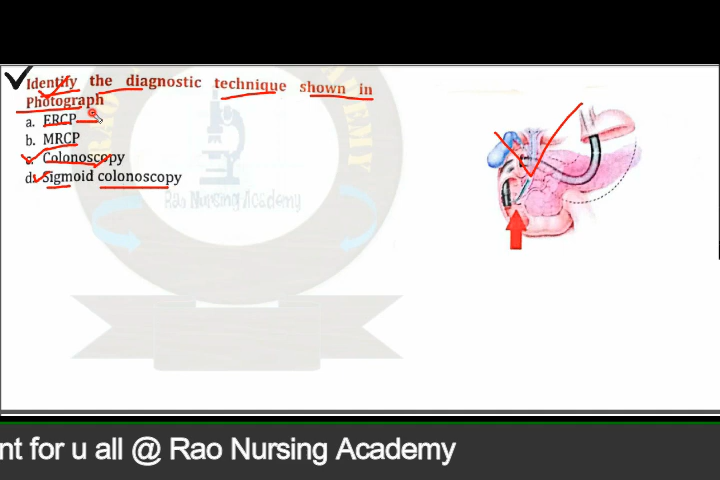 Identify the diagnostic technique shown in
Photograph
a. ERCP
b. MRCP
c. Colonoscopy
d. Sigmoid colonoscopy
Rao Nursing Academy
nt for u all @ Rao Nursing Academy